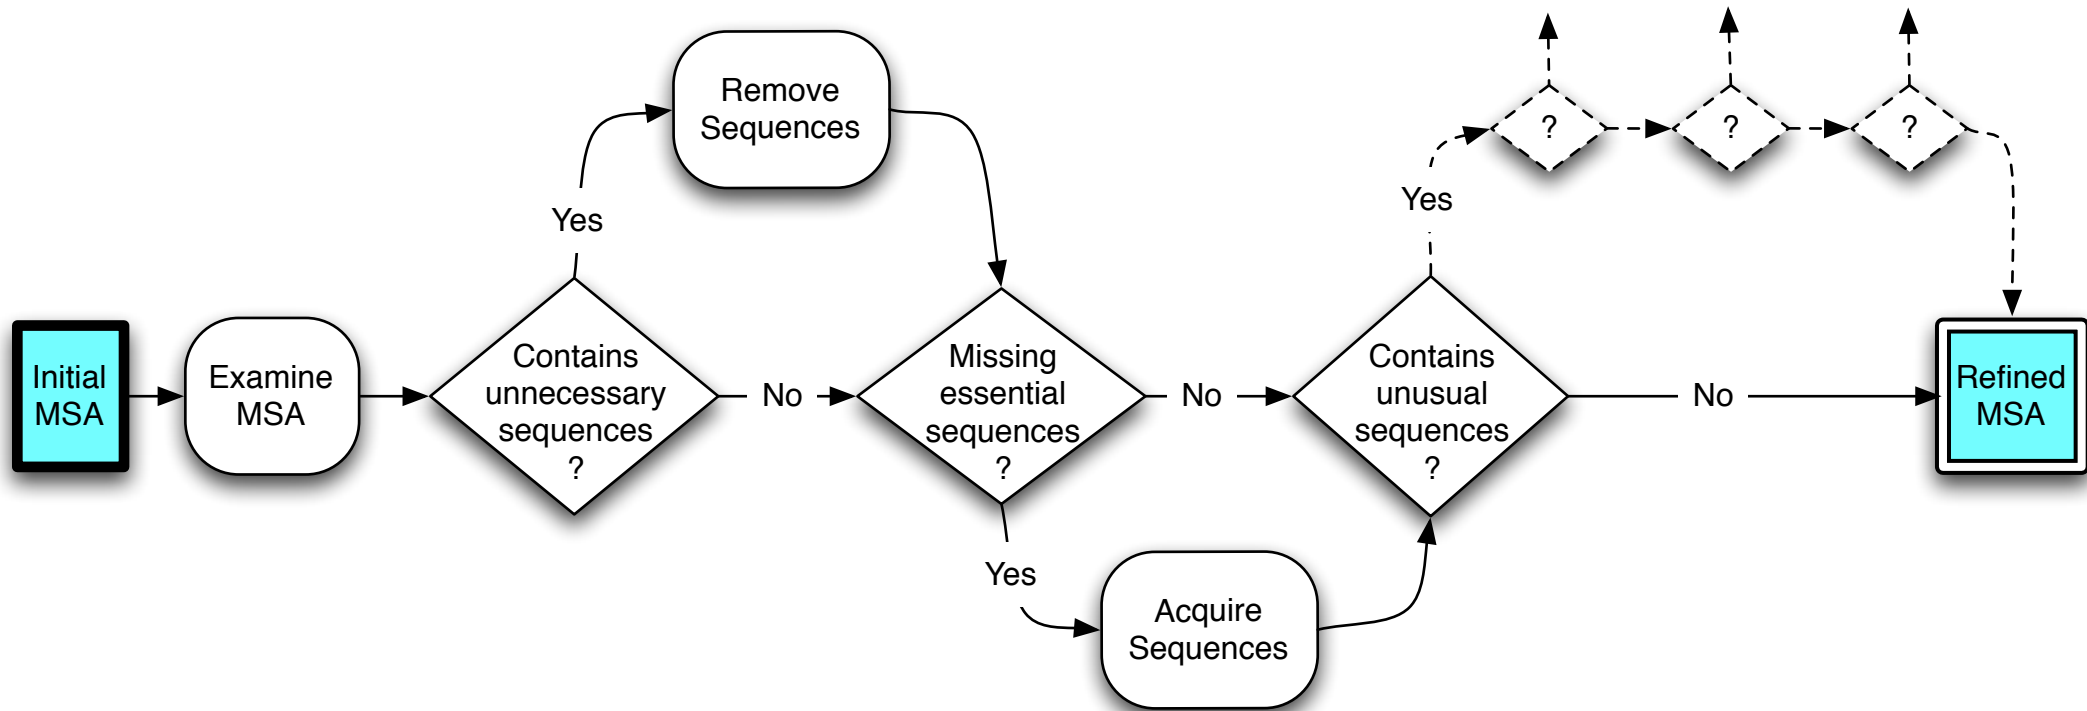 Initial
MSA
Examine
MSA
Contains
unnecessary
sequences
?
Yes
Remove
Sequences
No
Missing
essential
sequences
?
Yes
Acquire
Sequences
No
Contains
unusual
sequences
?
Yes
?
?
?
No
Refined
MSA